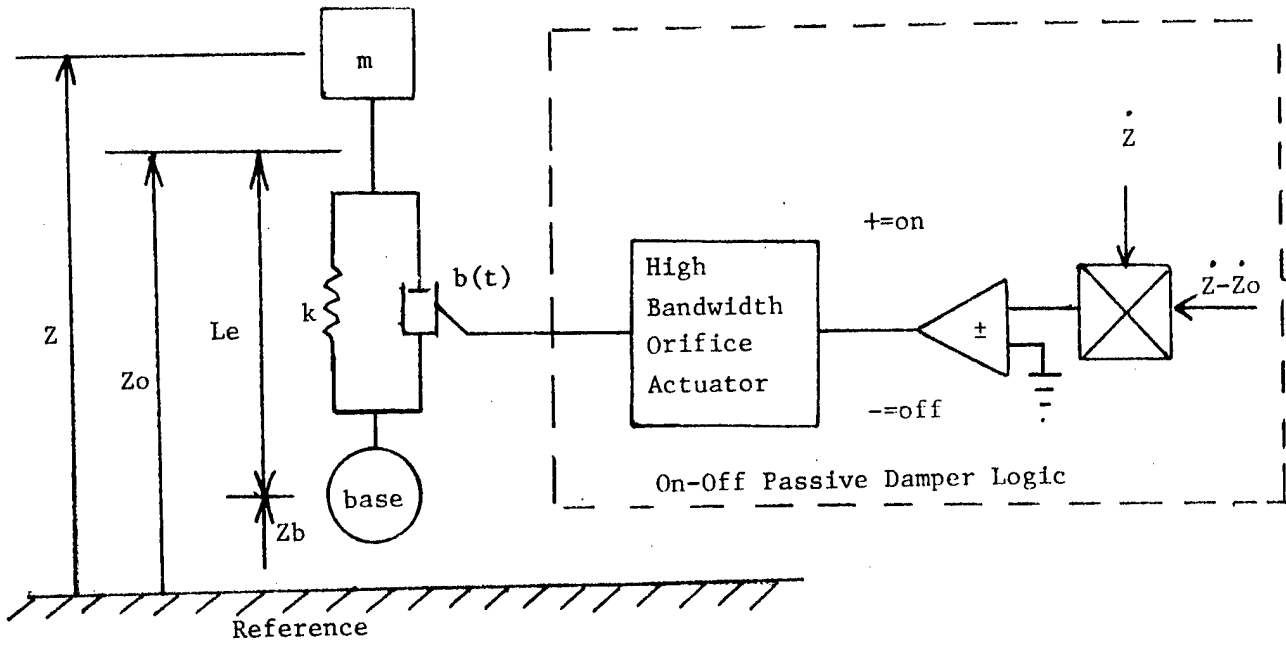 m
Z
Zo
Le
k
b(t)
base
Zb
Reference
High
Bandwidth
Orifice
Actuator
+=on
-=off
±
Ż
Ż-Żo
On-Off Passive Damper Logic